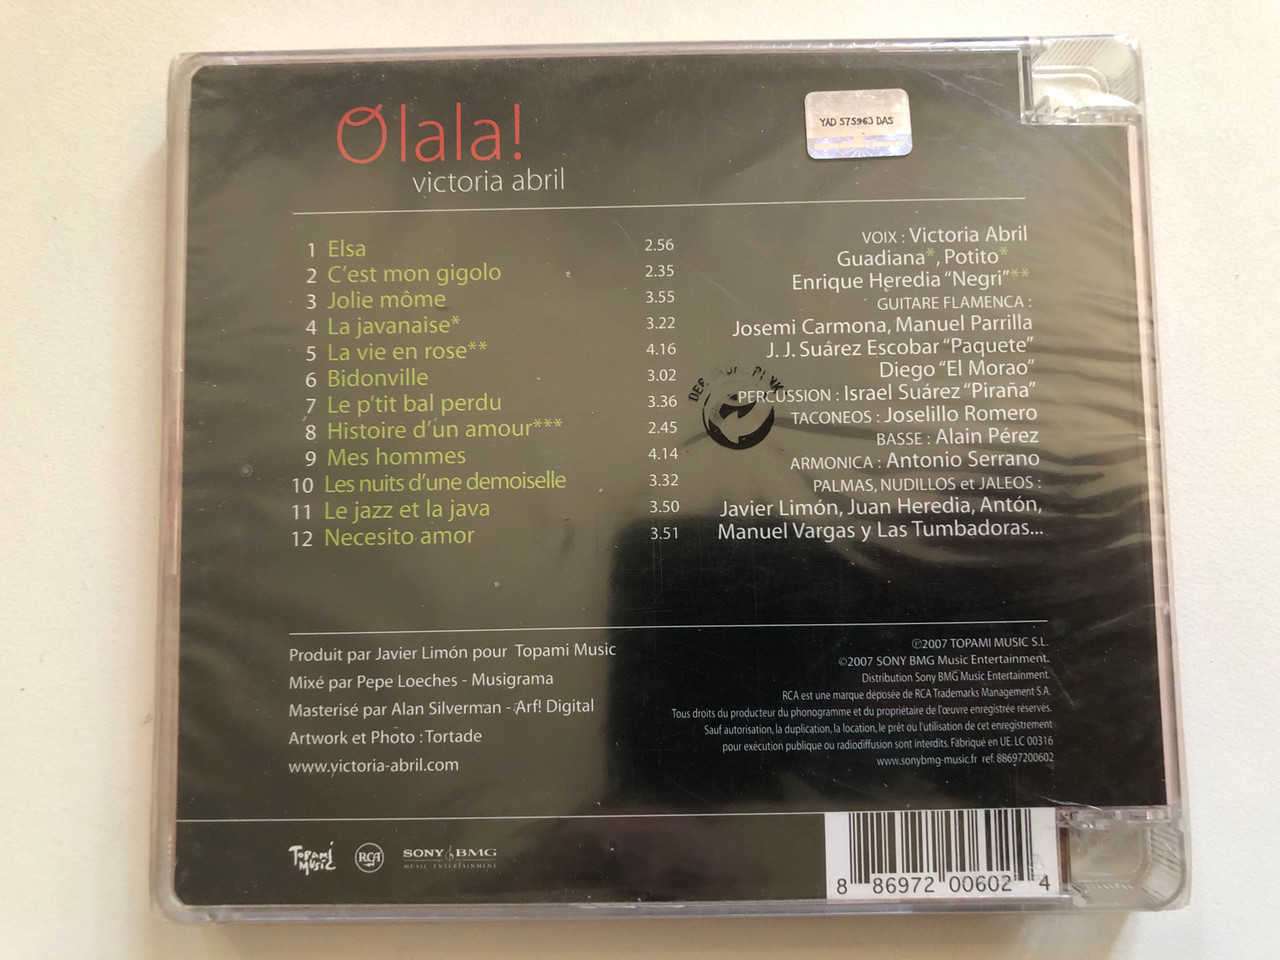 Olala!
victoria abril
YAD 575963 DAS
1 Elsa 2.56
2 C'est mon gigolo 2.35
3 Jolie môme 3.55
4 La javanaise* 3.22
5 La vie en rose** 4.16
6 Bidonville 3.02
7 Le p'tit bal perdu 3.36
8 Histoire d'un amour*** 2.45
9 Mes hommes 4.14
10 Les nuits d'une demoiselle 3.32
11 Le jazz et la java 3.50
12 Necesito amor 3.51
VOIX : Victoria Abril
Guadiana*, Potito*
Enrique Heredia "Negri"**
GUITARE FLAMENCA :
Josemi Carmona, Manuel Parrilla
J. J. Suárez Escobar "Paquete"
Diego "El Morao"
PERCUSSION : Israel Suárez "Piraña"
TACONEOS : Joselillo Romero
BASSE : Alain Pérez
ARMONICA : Antonio Serrano
PALMAS, NUDILLOS et JALEOS :
Javier Limón, Juan Heredia, Antón,
Manuel Vargas y Las Tumbadoras...
Produit par Javier Limón pour Topami Music
Mixé par Pepe Loeches - Musigrama
Masterisé par Alan Silverman - Arf! Digital
Artwork et Photo : Tortade
www.victoria-abril.com
℗2007 TOPAMI MUSIC S.L.
©2007 SONY BMG Music Entertainment.
Distribution Sony BMG Music Entertainment.
RCA est une marque déposée de RCA Trademarks Management S.A.
Tous droits du producteur du phonogramme et du propriétaire de l'œuvre enregistrée réservés.
Sauf autorisation, la duplication, la location, le prêt ou l'utilisation de cet enregistrement
pour exécution publique ou radiodiffusion sont interdits. Fabriqué en UE. LC 00316
www.sonybmg-music.fr ref. 88697200602
TOPAMI MUSIC
RCA
SONY BMG
MUSIC ENTERTAINMENT
8 86972 00602 4